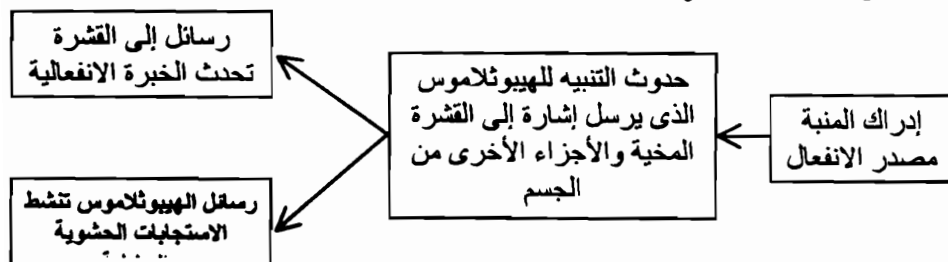 إدراك المنبة
مصدر الانفعال
حدوث التنبيه للهيبوثلاموس
الذى يرسل إشارة إلى القشرة
المخية والأجزاء الأخرى من
الجسم
رسائل إلى القشرة
تحدث الخبرة الانفعالية
رسائل الهيبوثلاموس تنشط
الاستجابات الحشوية